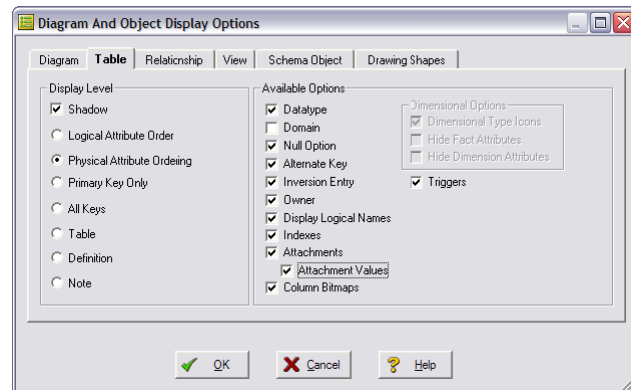 Diagram And Object Display Options
Diagram Table Relationship View Schema Object Drawing Shapes
Display Level
Shadow
Logical Attribute Order
Physical Attribute Ordering
Primary Key Only
All Keys
Table
Definition
Note
Available Options
Datatype
Domain
Null Option
Alternate Key
Inversion Entry
Owner
Display Logical Names
Indexes
Attachments
Attachment Values
Column Bitmaps
Dimensional Options
Dimensional Type Icons
Hide Fact Attributes
Hide Dimension Attributes
Triggers
OK Cancel Help